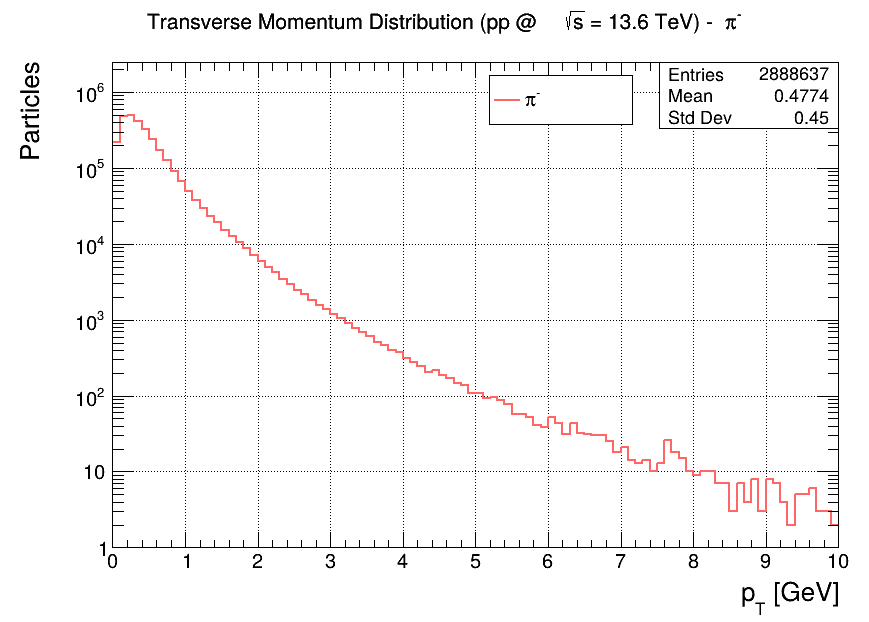 Transverse Momentum Distribution (pp @ √s = 13.6 TeV) - π⁻
Particles
π⁻
Entries 2888637
Mean 0.4774
Std Dev 0.45
10⁶
10⁵
10⁴
10³
10²
10
1
0 1 2 3 4 5 6 7 8 9 10
p_T [GeV]